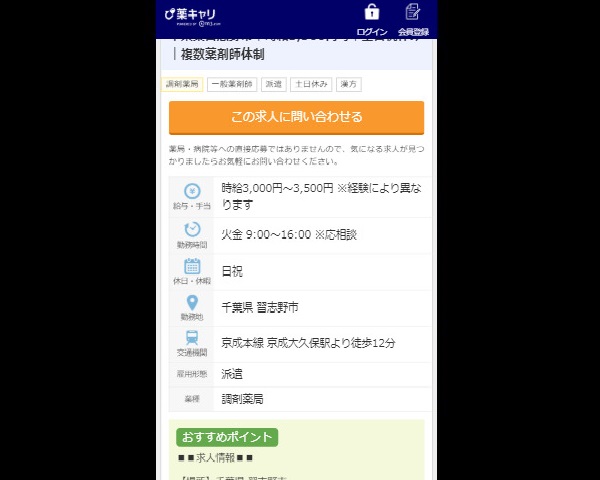 薬キャリ
ログイン
会員登録
｜複数薬剤師体制
調剤薬局
一般薬剤師
派遣
土日休み
漢方
この求人に問い合わせる
薬局・病院等への直接応募ではありませんので、気になる求人が見つ
かりましたらお気軽にお問い合わせください。
給与・手当
時給3,000円～3,500円 ※経験により異な
ります
勤務時間
火金 9:00～16:00 ※応相談
休日・休暇
日祝
勤務地
千葉県 習志野市
交通機関
京成本線 京成大久保駅より徒歩12分
雇用形態
派遣
業種
調剤薬局
おすすめポイント
■■求人情報■■